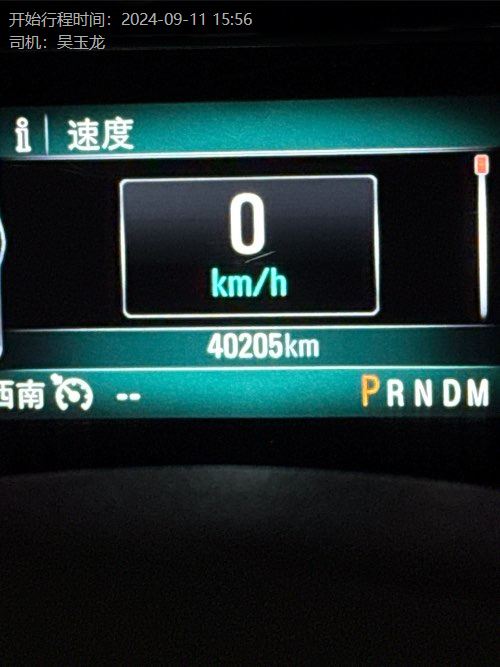 开始行程时间：2024-09-11 15:56
司机：吴玉龙
i 速度
0
km/h
40205km
西南 -- PRNDM